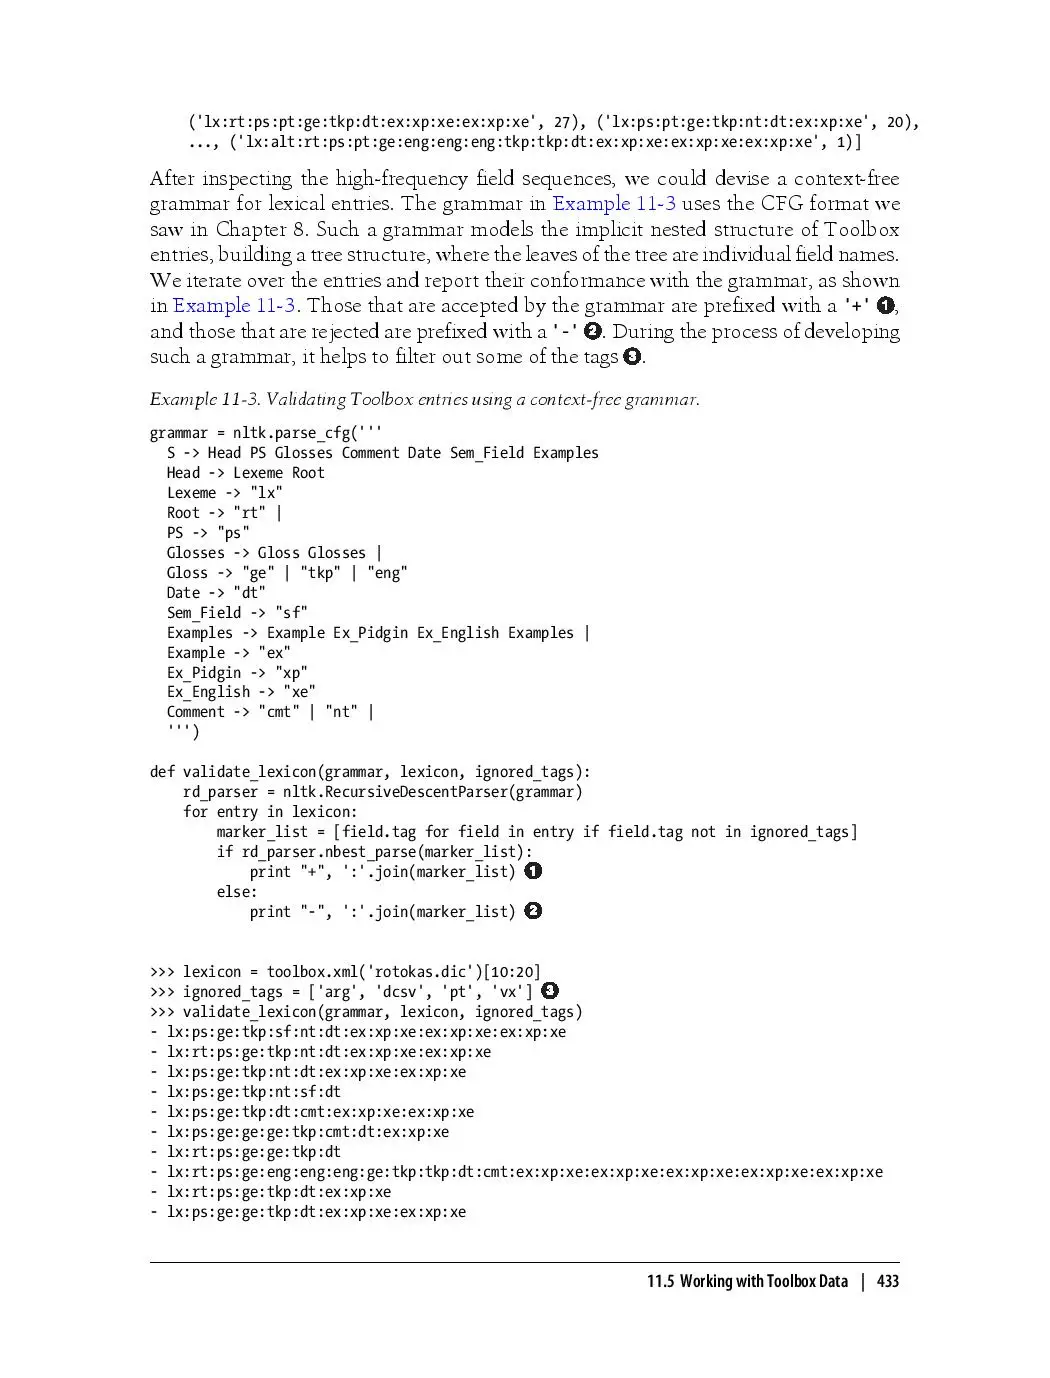 ('lx:rt:ps:pt:ge:tkp:dt:ex:xp:xe:ex:xp:xe', 27), ('lx:ps:pt:ge:tkp:nt:dt:ex:xp:xe', 20),
..., ('lx:alt:rt:ps:pt:ge:eng:eng:eng:tkp:tkp:dt:ex:xp:xe:ex:xp:xe:ex:xp:xe', 1)]
After inspecting the high-frequency field sequences, we could devise a context-free
grammar for lexical entries. The grammar in Example 11-3 uses the CFG format we
saw in Chapter 8. Such a grammar models the implicit nested structure of Toolbox
entries, building a tree structure, where the leaves of the tree are individual field names.
We iterate over the entries and report their conformance with the grammar, as shown
in Example 11-3. Those that are accepted by the grammar are prefixed with a '+' ❶,
and those that are rejected are prefixed with a '-' ❷. During the process of developing
such a grammar, it helps to filter out some of the tags ❸.
Example 11-3. Validating Toolbox entries using a context-free grammar.
grammar = nltk.parse_cfg('''
  S -> Head PS Glosses Comment Date Sem_Field Examples
  Head -> Lexeme Root
  Lexeme -> "lx"
  Root -> "rt" |
  PS -> "ps"
  Glosses -> Gloss Glosses |
  Gloss -> "ge" | "tkp" | "eng"
  Date -> "dt"
  Sem_Field -> "sf"
  Examples -> Example Ex_Pidgin Ex_English Examples |
  Example -> "ex"
  Ex_Pidgin -> "xp"
  Ex_English -> "xe"
  Comment -> "cmt" | "nt" |
  ''')
def validate_lexicon(grammar, lexicon, ignored_tags):
    rd_parser = nltk.RecursiveDescentParser(grammar)
    for entry in lexicon:
        marker_list = [field.tag for field in entry if field.tag not in ignored_tags]
        if rd_parser.nbest_parse(marker_list):
            print "+", ':'.join(marker_list) ❶
        else:
            print "-", ':'.join(marker_list) ❷
>>> lexicon = toolbox.xml('rotokas.dic')[10:20]
>>> ignored_tags = ['arg', 'dcsv', 'pt', 'vx'] ❸
>>> validate_lexicon(grammar, lexicon, ignored_tags)
- lx:ps:ge:tkp:sf:nt:dt:ex:xp:xe:ex:xp:xe:ex:xp:xe
- lx:rt:ps:ge:tkp:nt:dt:ex:xp:xe:ex:xp:xe
- lx:ps:ge:tkp:nt:dt:ex:xp:xe:ex:xp:xe
- lx:ps:ge:tkp:nt:sf:dt
- lx:ps:ge:tkp:dt:cmt:ex:xp:xe:ex:xp:xe
- lx:ps:ge:ge:ge:tkp:cmt:dt:ex:xp:xe
- lx:rt:ps:ge:ge:tkp:dt
- lx:rt:ps:ge:eng:eng:eng:ge:tkp:tkp:dt:cmt:ex:xp:xe:ex:xp:xe:ex:xp:xe:ex:xp:xe:ex:xp:xe
- lx:rt:ps:ge:tkp:dt:ex:xp:xe
- lx:ps:ge:ge:tkp:dt:ex:xp:xe:ex:xp:xe
11.5 Working with Toolbox Data | 433